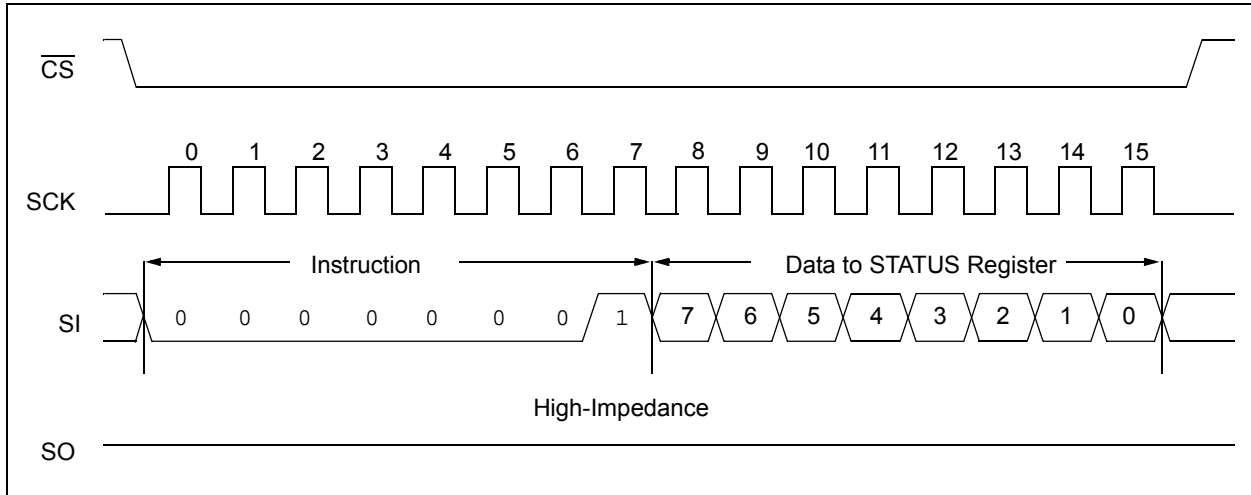 C̅S̅
0 1 2 3 4 5 6 7 8 9 10 11 12 13 14 15
SCK
Instruction Data to STATUS Register
SI 0 0 0 0 0 0 0 1 7 6 5 4 3 2 1 0
High-Impedance
SO